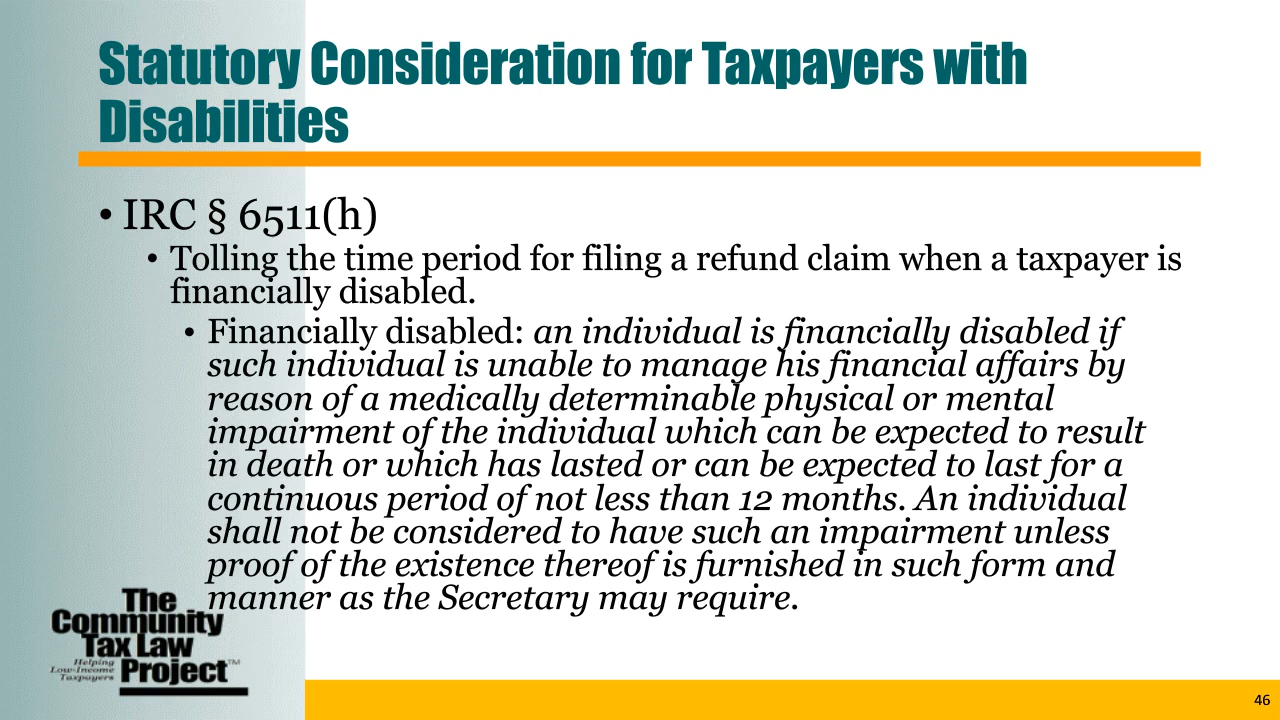 Statutory Consideration for Taxpayers with
Disabilities
• IRC § 6511(h)
• Tolling the time period for filing a refund claim when a taxpayer is
financially disabled.
• Financially disabled: an individual is financially disabled if
such individual is unable to manage his financial affairs by
reason of a medically determinable physical or mental
impairment of the individual which can be expected to result
in death or which has lasted or can be expected to last for a
continuous period of not less than 12 months. An individual
shall not be considered to have such an impairment unless
proof of the existence thereof is furnished in such form and
manner as the Secretary may require.
The
Community
Tax Law
Project™
Helping
Low-Income
Taxpayers
46